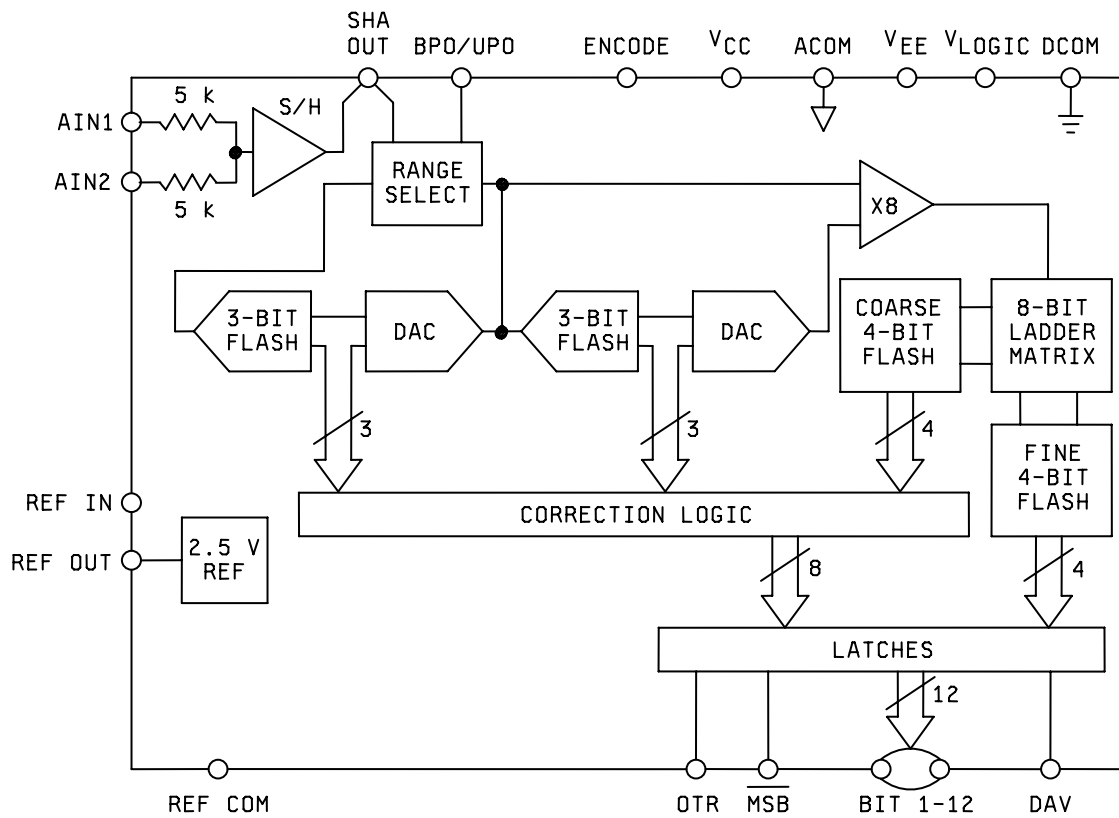 SHA
OUT
BPO/UPO
ENCODE
VCC
ACOM
VEE
VLOGIC
DCOM
5 k
S/H
AIN1
AIN2
5 k
RANGE
SELECT
X8
3-BIT
FLASH
DAC
3-BIT
FLASH
DAC
COARSE
4-BIT
FLASH
8-BIT
LADDER
MATRIX
3
3
4
FINE
4-BIT
FLASH
REF IN
CORRECTION LOGIC
REF OUT
2.5 V
REF
8
4
LATCHES
12
REF COM
OTR
MSB
BIT 1-12
DAV